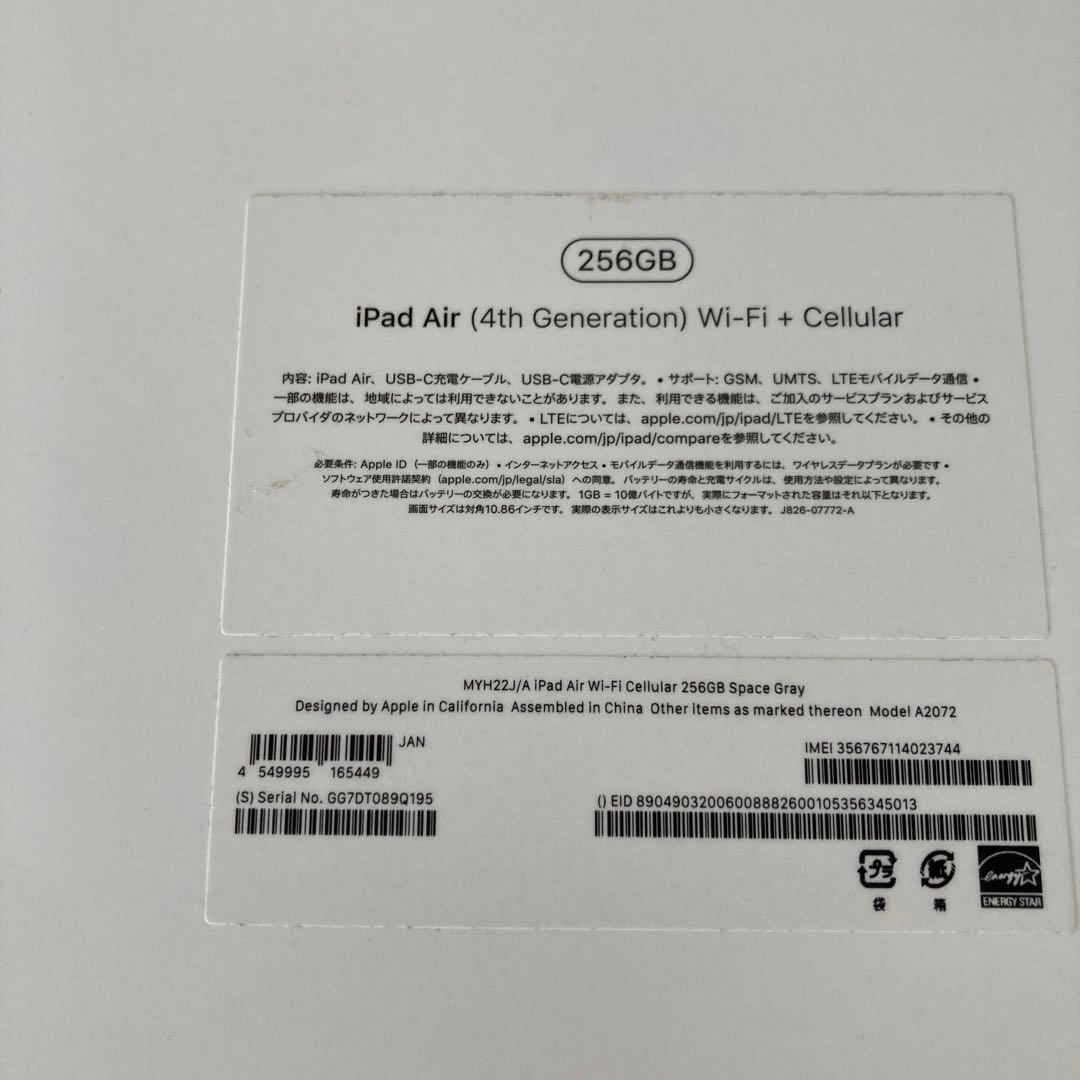 256GB
iPad Air (4th Generation) Wi-Fi + Cellular
内容: iPad Air、USB-C充電ケーブル、USB-C電源アダプタ。 • サポート: GSM、UMTS、LTEモバイルデータ通信 •
一部の機能は、地域によっては利用できないことがあります。また、利用できる機能は、ご加入のサービスプランおよびサービス
プロバイダのネットワークによって異なります。 • LTEについては、apple.com/jp/ipad/LTEを参照してください。 • その他の
詳細については、apple.com/jp/ipad/compareを参照してください。
必要条件: Apple ID（一部の機能のみ）• インターネットアクセス • モバイルデータ通信機能を利用するには、ワイヤレスデータプランが必要です •
ソフトウェア使用許諾契約（apple.com/jp/legal/sla）への同意。バッテリーの寿命と充電サイクルは、使用方法や設定によって異なります。
寿命がつきた場合はバッテリーの交換が必要になります。1GB = 10億バイトですが、実際にフォーマットされた容量はそれ以下となります。
画面サイズは対角10.86インチです。実際の表示サイズはこれよりも小さくなります。J826-07772-A
MYH22J/A iPad Air Wi-Fi Cellular 256GB Space Gray
Designed by Apple in California Assembled in China Other items as marked thereon Model A2072
JAN
4 549995 165449
IMEI 356767114023744
(S) Serial No. GG7DT089Q195
() EID 89049032006008882600105356345013
プラ
紙
energy
袋
箱
ENERGY STAR